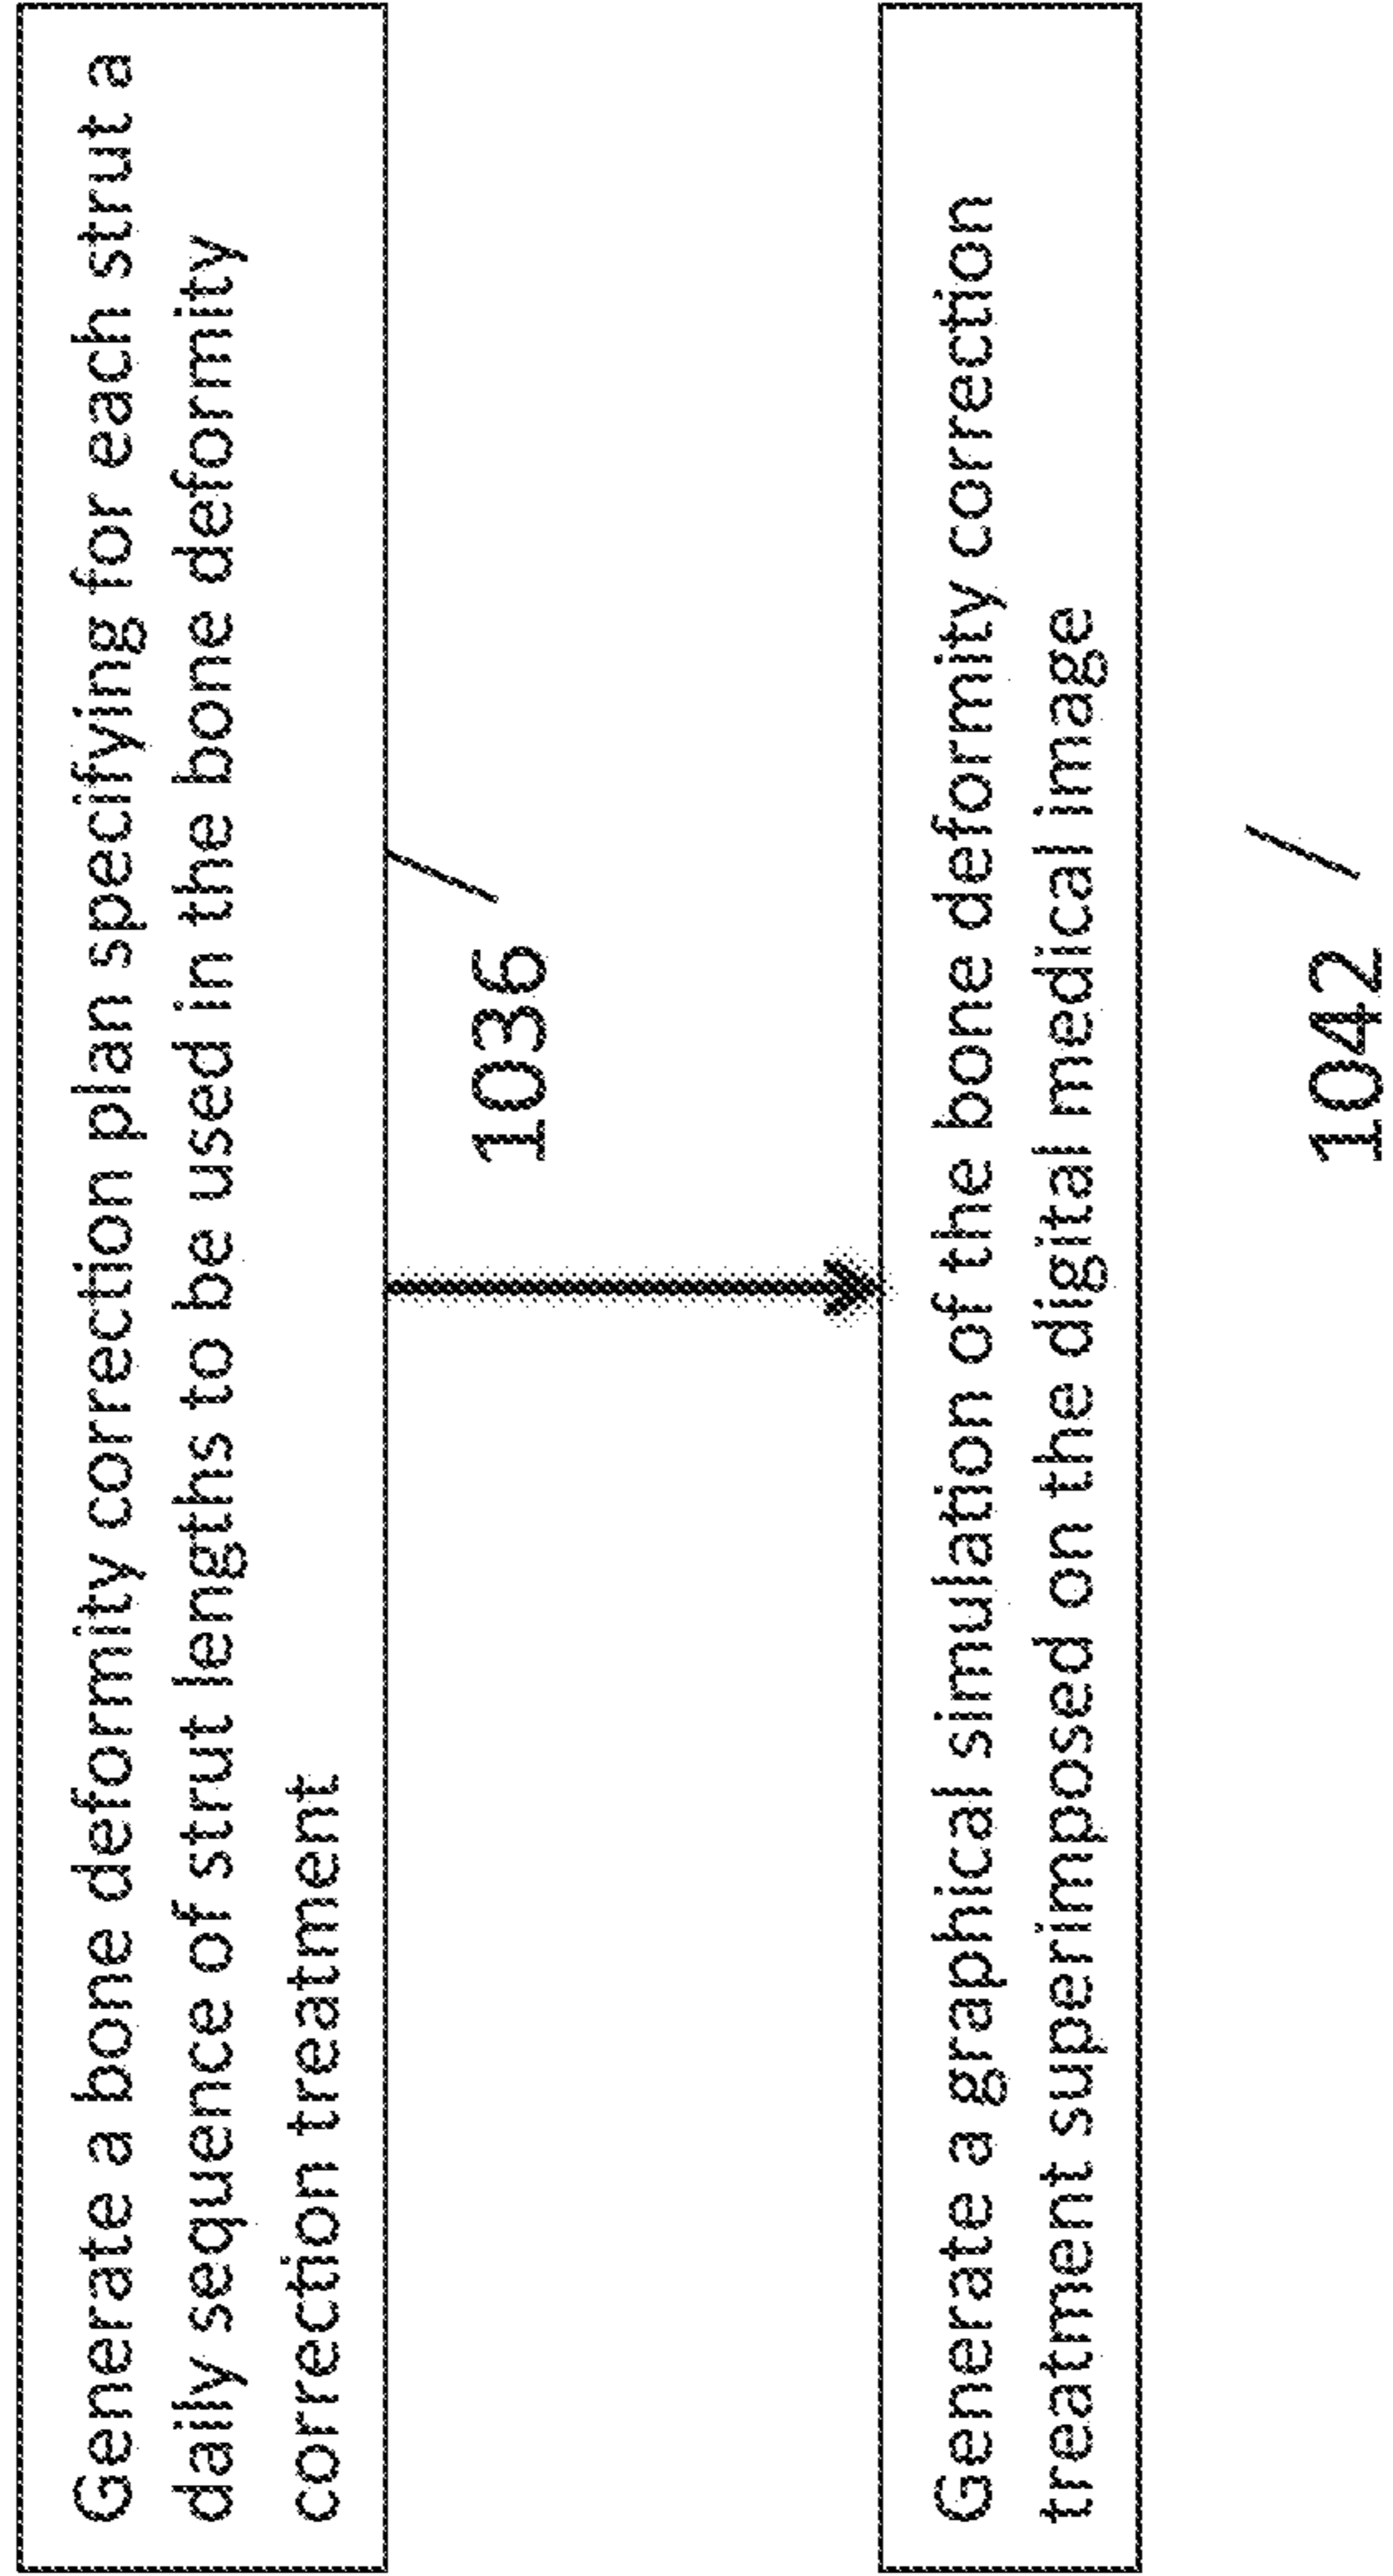 Generate a bone deformity correction plan specifying for each strut a
daily sequence of strut lengths to be used in the bone deformity
correction treatment
1036
Generate a graphical simulation of the bone deformity correction
treatment superimposed on the digital medical image
1042